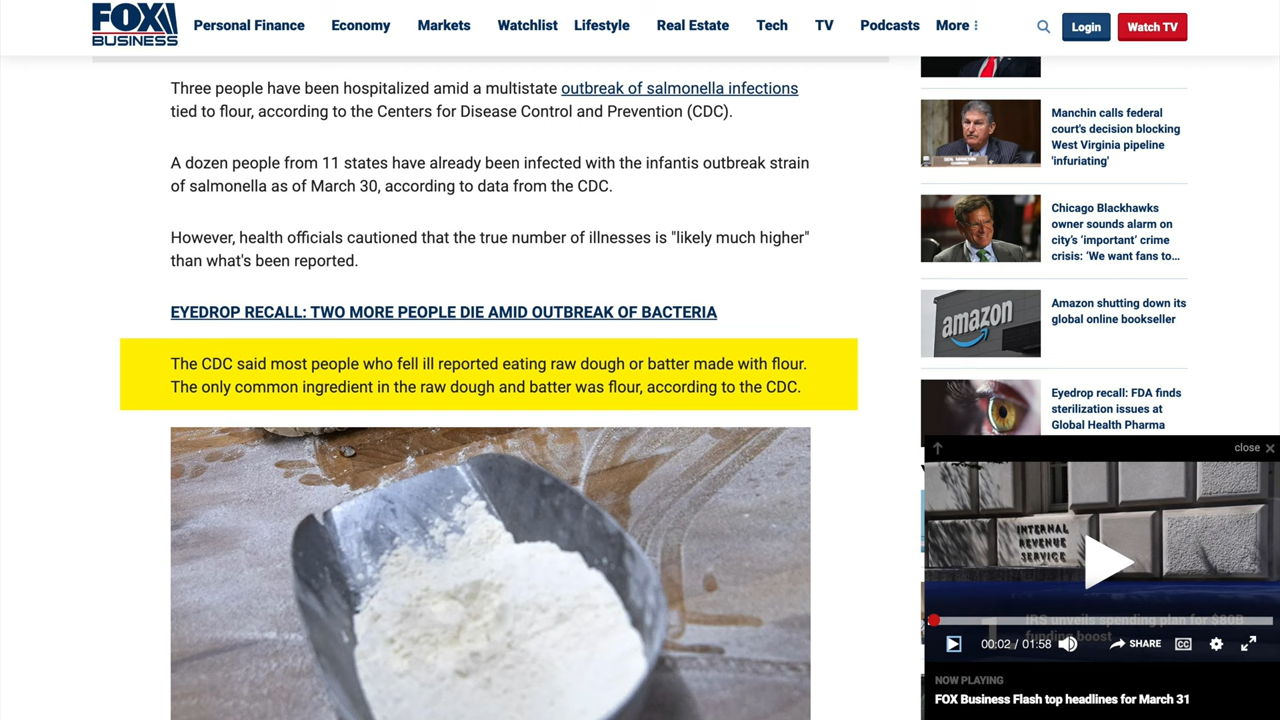 FOX
BUSINESS
Personal Finance
Economy
Markets
Watchlist
Lifestyle
Real Estate
Tech
TV
Podcasts
More
Login
Watch TV
Three people have been hospitalized amid a multistate outbreak of salmonella infections
tied to flour, according to the Centers for Disease Control and Prevention (CDC).
A dozen people from 11 states have already been infected with the infantis outbreak strain
of salmonella as of March 30, according to data from the CDC.
However, health officials cautioned that the true number of illnesses is "likely much higher"
than what's been reported.
EYEDROP RECALL: TWO MORE PEOPLE DIE AMID OUTBREAK OF BACTERIA
The CDC said most people who fell ill reported eating raw dough or batter made with flour.
The only common ingredient in the raw dough and batter was flour, according to the CDC.
Manchin calls federal
court's decision blocking
West Virginia pipeline
'infuriating'
Chicago Blackhawks
owner sounds alarm on
city's 'important' crime
crisis: 'We want fans to...
amazon
Amazon shutting down its
global online bookseller
Eyedrop recall: FDA finds
sterilization issues at
Global Health Pharma
close
INTERNAL
REVENUE
SERVICE
IRS unveils spending plan for $80B
funding boost
00:02 / 01:58
SHARE
CC
NOW PLAYING
FOX Business Flash top headlines for March 31